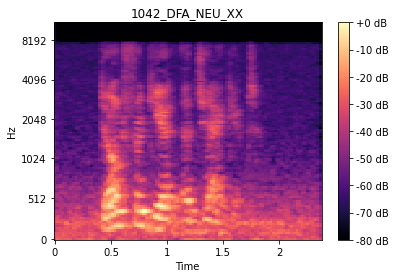 1042_DFA_NEU_XX
Hz
8192
4096
2048
1024
512
0
0
0.5
1
1.5
2
Time
+0 dB
-10 dB
-20 dB
-30 dB
-40 dB
-50 dB
-60 dB
-70 dB
-80 dB